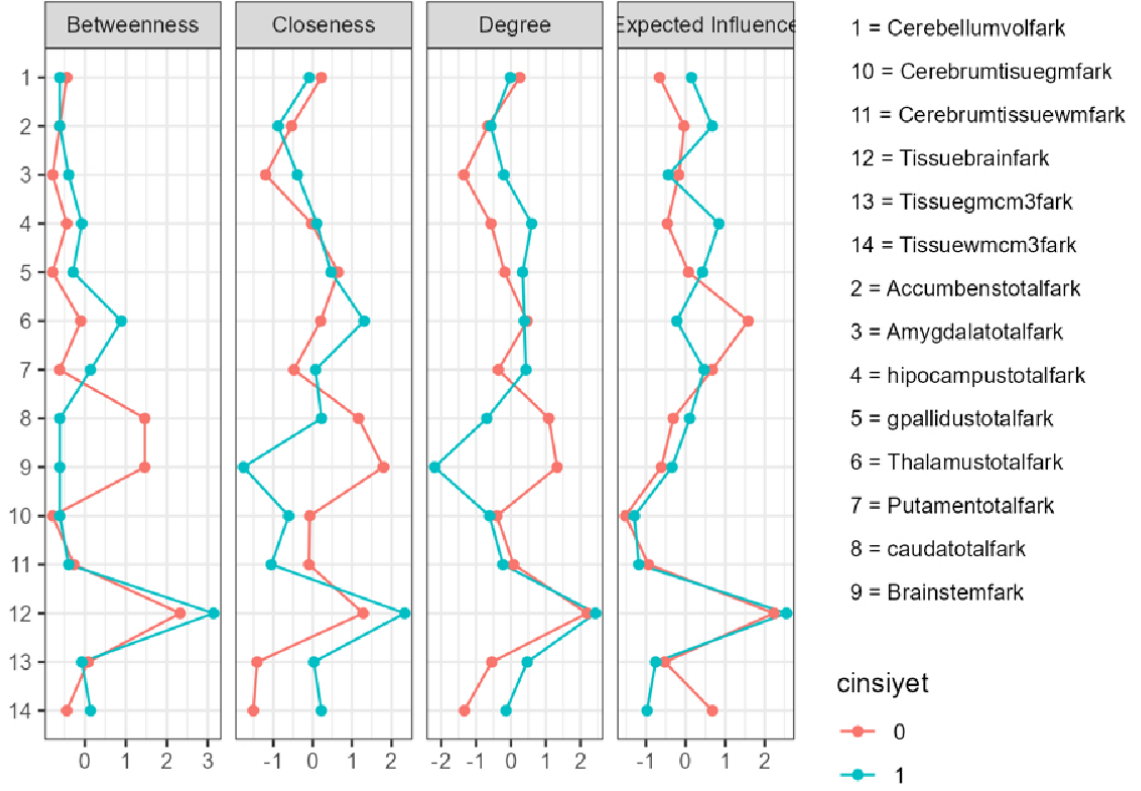 Betweenness Closeness Degree Expected Influence
1
2
3
4
5
6
7
8
9
10
11
12
13
14
0 1 2 3 -1 0 1 2 -2 -1 0 1 2 -1 0 1 2
1 = Cerebellumvolfark
10 = Cerebrumtisuegmfark
11 = Cerebrumtissuewmfark
12 = Tissuebrainfark
13 = Tissuegmcm3fark
14 = Tissuewmcm3fark
2 = Accumbenstotalfark
3 = Amygdalatotalfark
4 = hipocampustotalfark
5 = gpallidustotalfark
6 = Thalamustotalfark
7 = Putamentotalfark
8 = caudatotalfark
9 = Brainstemfark
cinsiyet
0
1